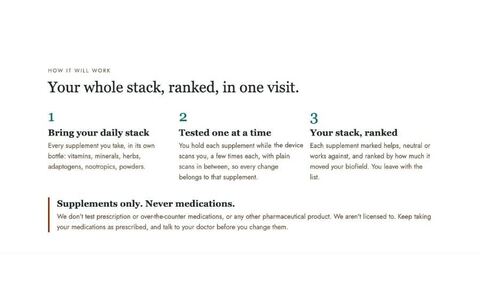 HOW IT WILL WORK
Your whole stack, ranked, in one visit.
1
Bring your daily stack
Every supplement you take, in its own
bottle: vitamins, minerals, herbs,
adaptogens, nootropics, powders.
2
Tested one at a time
You hold each supplement while the device
scans you, a few times each, with plain
scans in between, so every change
belongs to that supplement.
3
Your stack, ranked
Each supplement marked helps, neutral or
works against, and ranked by how much it
moved your biofield. You leave with the
list.
Supplements only. Never medications.
We don't test prescription or over-the-counter medications, or any other pharmaceutical product. We aren't licensed to. Keep taking
your medications as prescribed, and talk to your doctor before you change them.